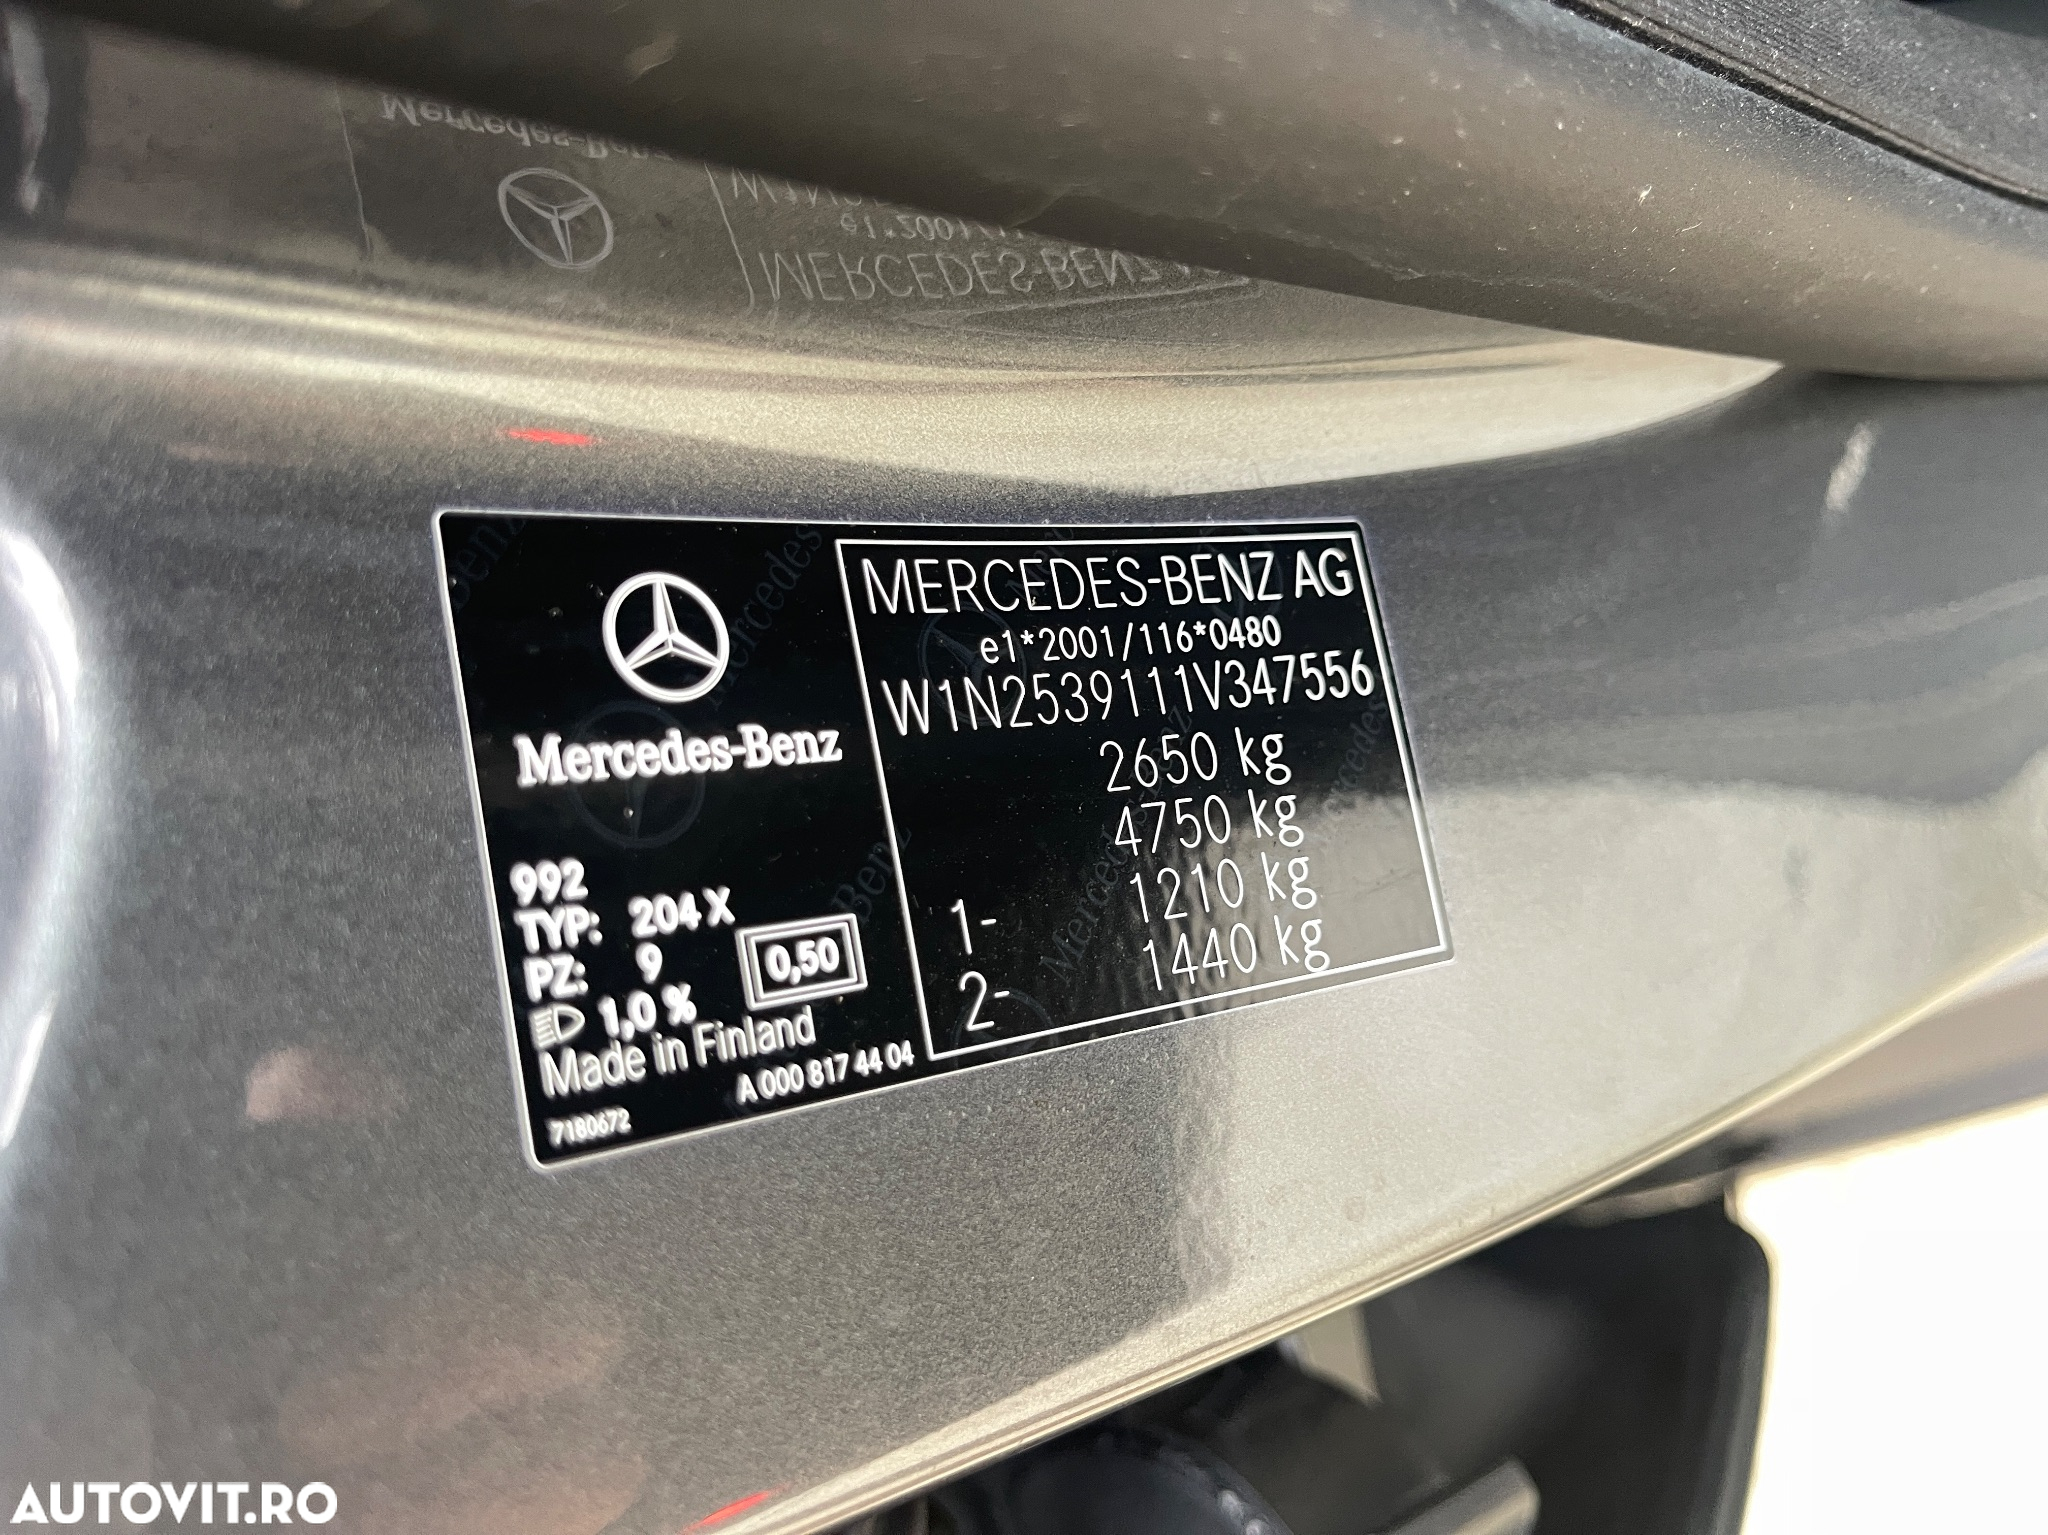 Mercedes-Benz
992
TYP: 204 X
PZ: 9
0,50
1,0 %
Made in Finland
A 000 817 44 04
7180672
MERCEDES-BENZ AG
e1*2001/116*0480
W1N2539111V347556
2650 kg
4750 kg
1- 1210 kg
2- 1440 kg
AUTOVIT.RO